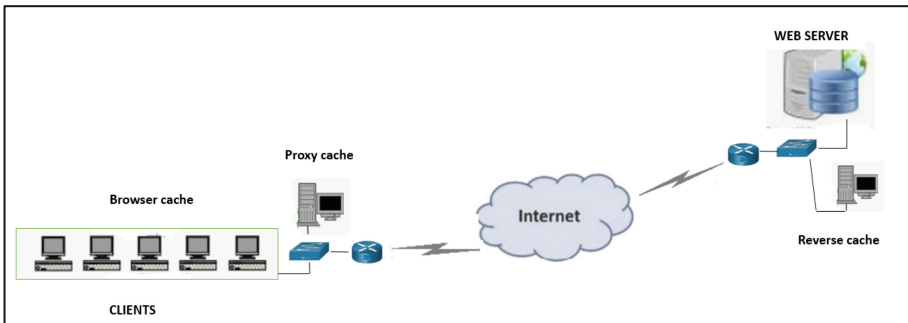 WEB SERVER
Proxy cache
Browser cache
Internet
Reverse cache
CLIENTS